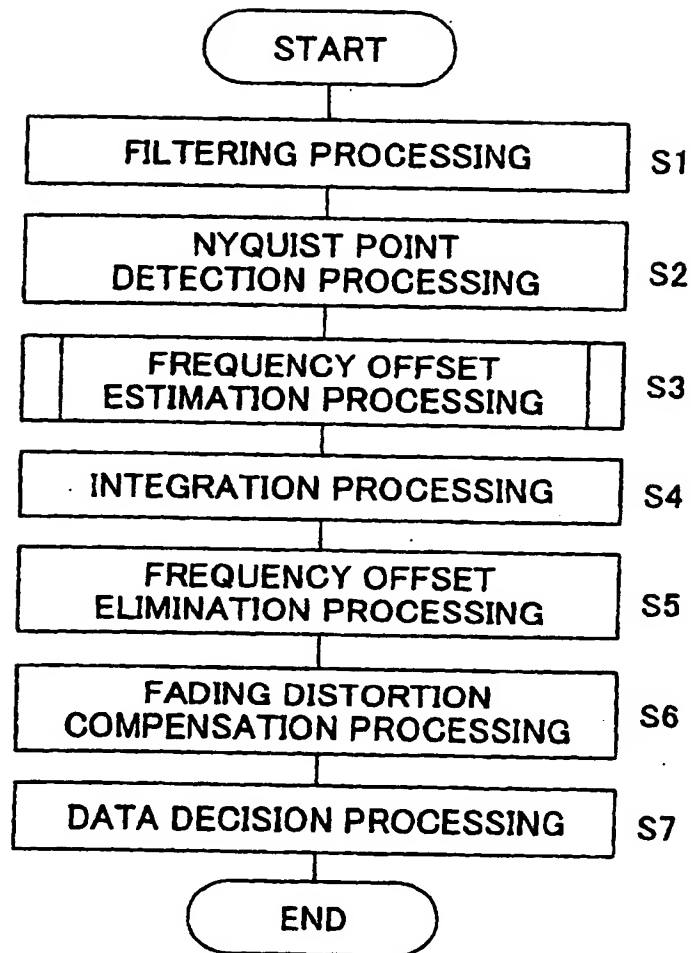 START
FILTERING PROCESSING S1
NYQUIST POINT
DETECTION PROCESSING S2
FREQUENCY OFFSET
ESTIMATION PROCESSING S3
INTEGRATION PROCESSING S4
FREQUENCY OFFSET
ELIMINATION PROCESSING S5
FADING DISTORTION
COMPENSATION PROCESSING S6
DATA DECISION PROCESSING S7
END